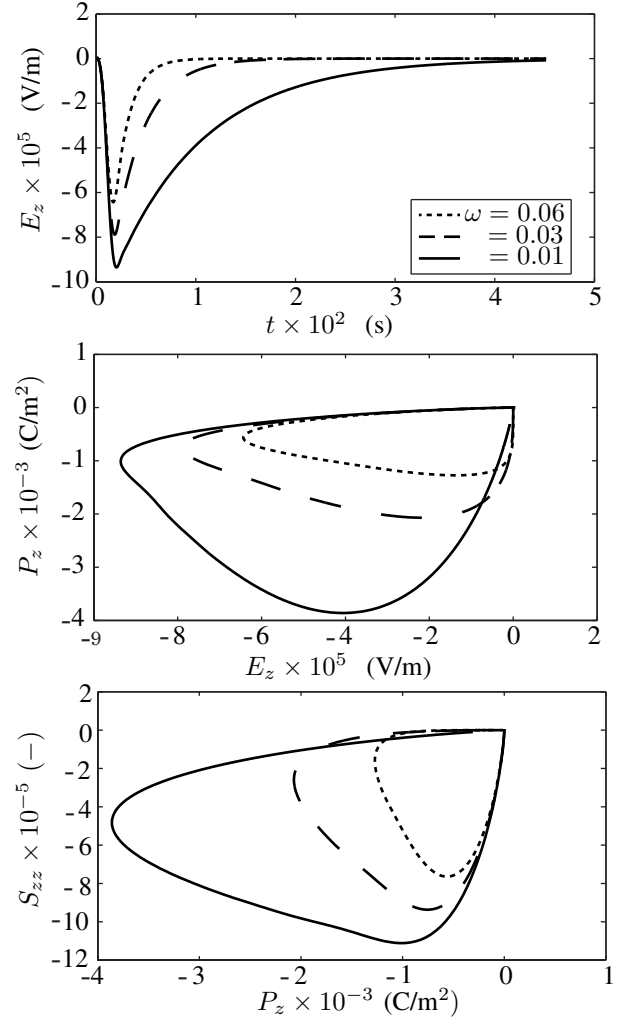 0
-2
-4
-6
-8
-10
E_z × 10^5 (V/m)
ω = 0.06
= 0.03
= 0.01
0 1 2 3 4 5
t × 10^2 (s)
1
0
-1
-2
-3
-4
P_z × 10^-3 (C/m^2)
-9 -8 -6 -4 -2 0 2
E_z × 10^5 (V/m)
2
0
-2
-4
-6
-8
-10
-12
S_zz × 10^-5 (−)
-4 -3 -2 -1 0 1
P_z × 10^-3 (C/m^2)